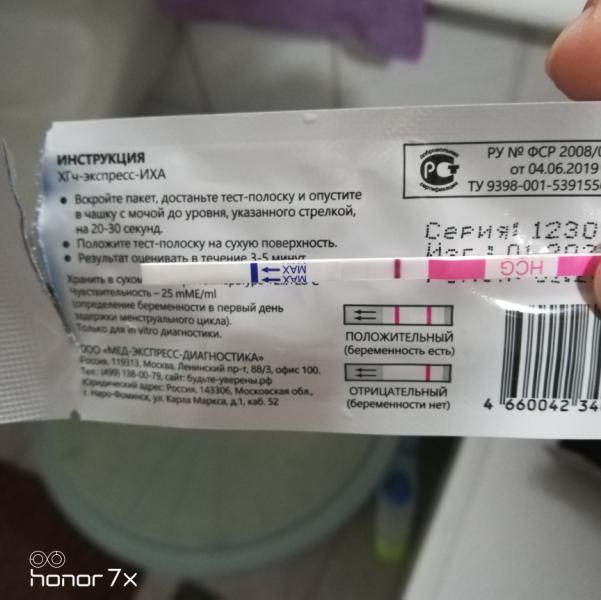 ИНСТРУКЦИЯ
ХГч-экспресс-ИХА
• Вскройте пакет, достаньте тест-полоску и опустите
в чашку с мочой до уровня, указанного стрелкой,
на 20-30 секунд.
• Положите тест-полоску на сухую поверхность.
• Результат оценивать в течение 3-5 минут
Хранить в сухом
Чувствительность – 25 mME/ml
(определение беременности в первый день
задержки менструального цикла).
Только для in vitro диагностики.
ООО «МЕД-ЭКСПРЕСС-ДИАГНОСТИКА»
Россия, 119313, Москва, Ленинский пр-т, 88/3, офис 100.
Тел.: (499) 138-00-79, сайт: будьте-уверены.рф
Юридический адрес: Россия, 143306, Московская обл.,
г. Наро-Фоминск, ул. Карла Маркса, д.1, каб. 52
добровольная
РСТ
сертификация
РУ № ФСР 2008/0
от 04.06.2019
ТУ 9398-001-5391558
Серия: 1230
MAX
MAX
HCG
ПОЛОЖИТЕЛЬНЫЙ
(беременность есть)
ОТРИЦАТЕЛЬНЫЙ
(беременности нет)
4 660042 34
honor 7x